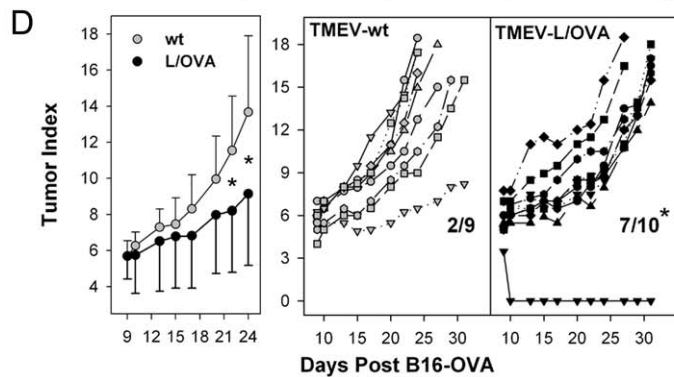 D
wt
L/OVA
TMEV-wt
TMEV-L/OVA
18
16
14
12
10
8
6
4
18
15
12
9
6
3
0
Tumor Index
*
*
2/9
7/10*
9 12 15 18 21 24
10 15 20 25 30
10 15 20 25 30
Days Post B16-OVA